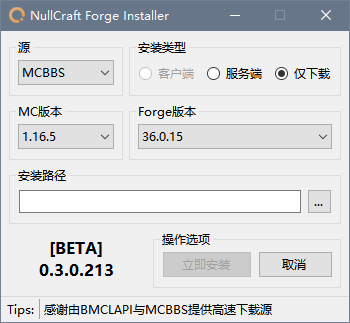 NullCraft Forge Installer
源
MCBBS
安装类型
客户端 服务端 仅下载
MC版本
1.16.5
Forge版本
36.0.15
安装路径
...
[BETA]
0.3.0.213
操作选项
立即安装 取消
Tips: 感谢由BMCLAPI与MCBBS提供高速下载源